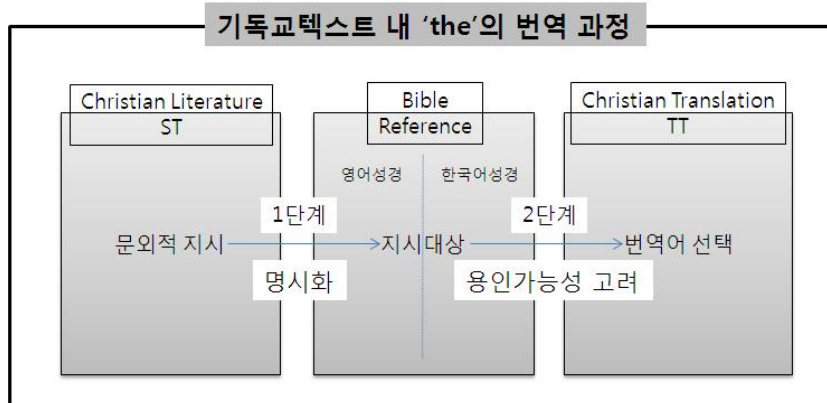 기독교텍스트 내 ‘the’의 번역 과정
Christian Literature
ST
Bible
Reference
Christian Translation
TT
영어성경
한국어성경
1단계
2단계
문외적 지시
지시대상
번역어 선택
명시화
용인가능성 고려